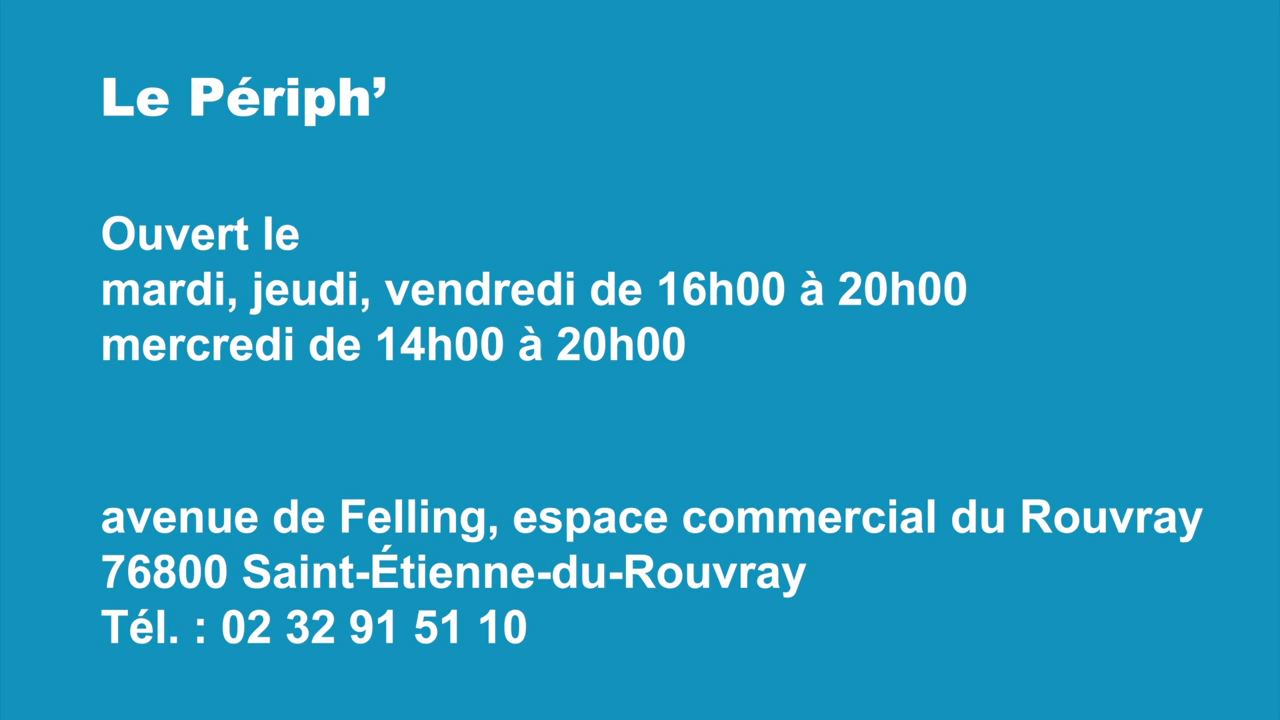 Le Périph’
Ouvert le
mardi, jeudi, vendredi de 16h00 à 20h00
mercredi de 14h00 à 20h00
avenue de Felling, espace commercial du Rouvray
76800 Saint-Étienne-du-Rouvray
Tél. : 02 32 91 51 10